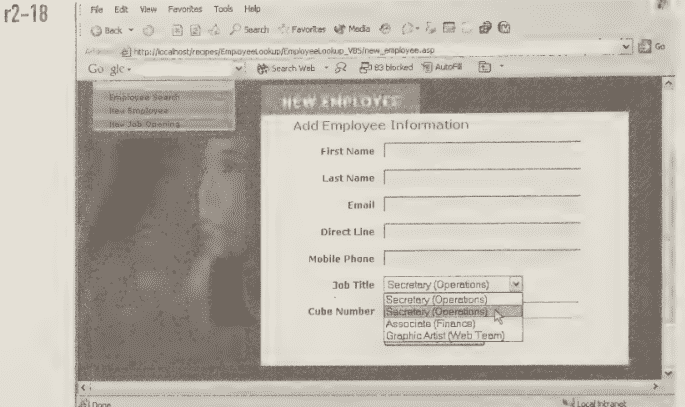 r2-18
File Edit View Favorites Tools Help
Back Search Favorites Media
Address http://localhost/recipes/EmployeeLookup/EmployeeLookup_VBS/new_employee.asp Go
Google Search Web 83 blocked AutoFill
Employee Search
New Employee
New Job Opening
NEW EMPLOYEE
Add Employee Information
First Name
Last Name
Email
Direct Line
Mobile Phone
Job Title Secretary (Operations)
Secretary (Operations)
Cube Number Secretary (Operations)
Associate (Finance)
Graphic Artist (Web Team)
Done Local intranet